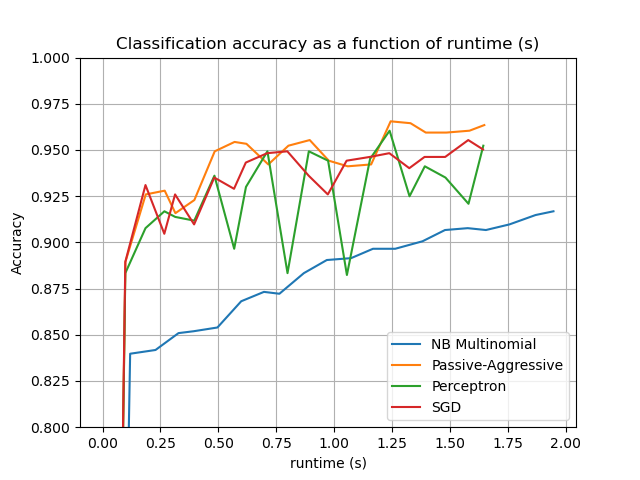 Classification accuracy as a function of runtime (s)
1.000
0.975
0.950
0.925
0.900
0.875
0.850
0.825
0.800
Accuracy
NB Multinomial
Passive-Aggressive
Perceptron
SGD
0.00 0.25 0.50 0.75 1.00 1.25 1.50 1.75 2.00
runtime (s)